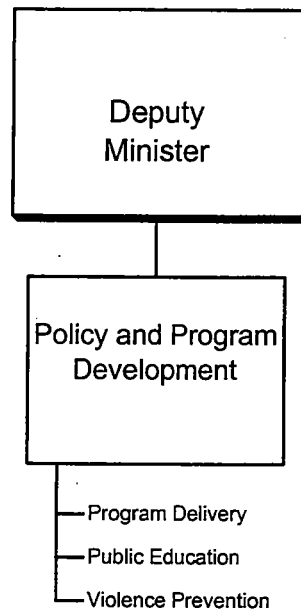 Deputy
Minister
Policy and Program
Development
Program Delivery
Public Education
Violence Prevention